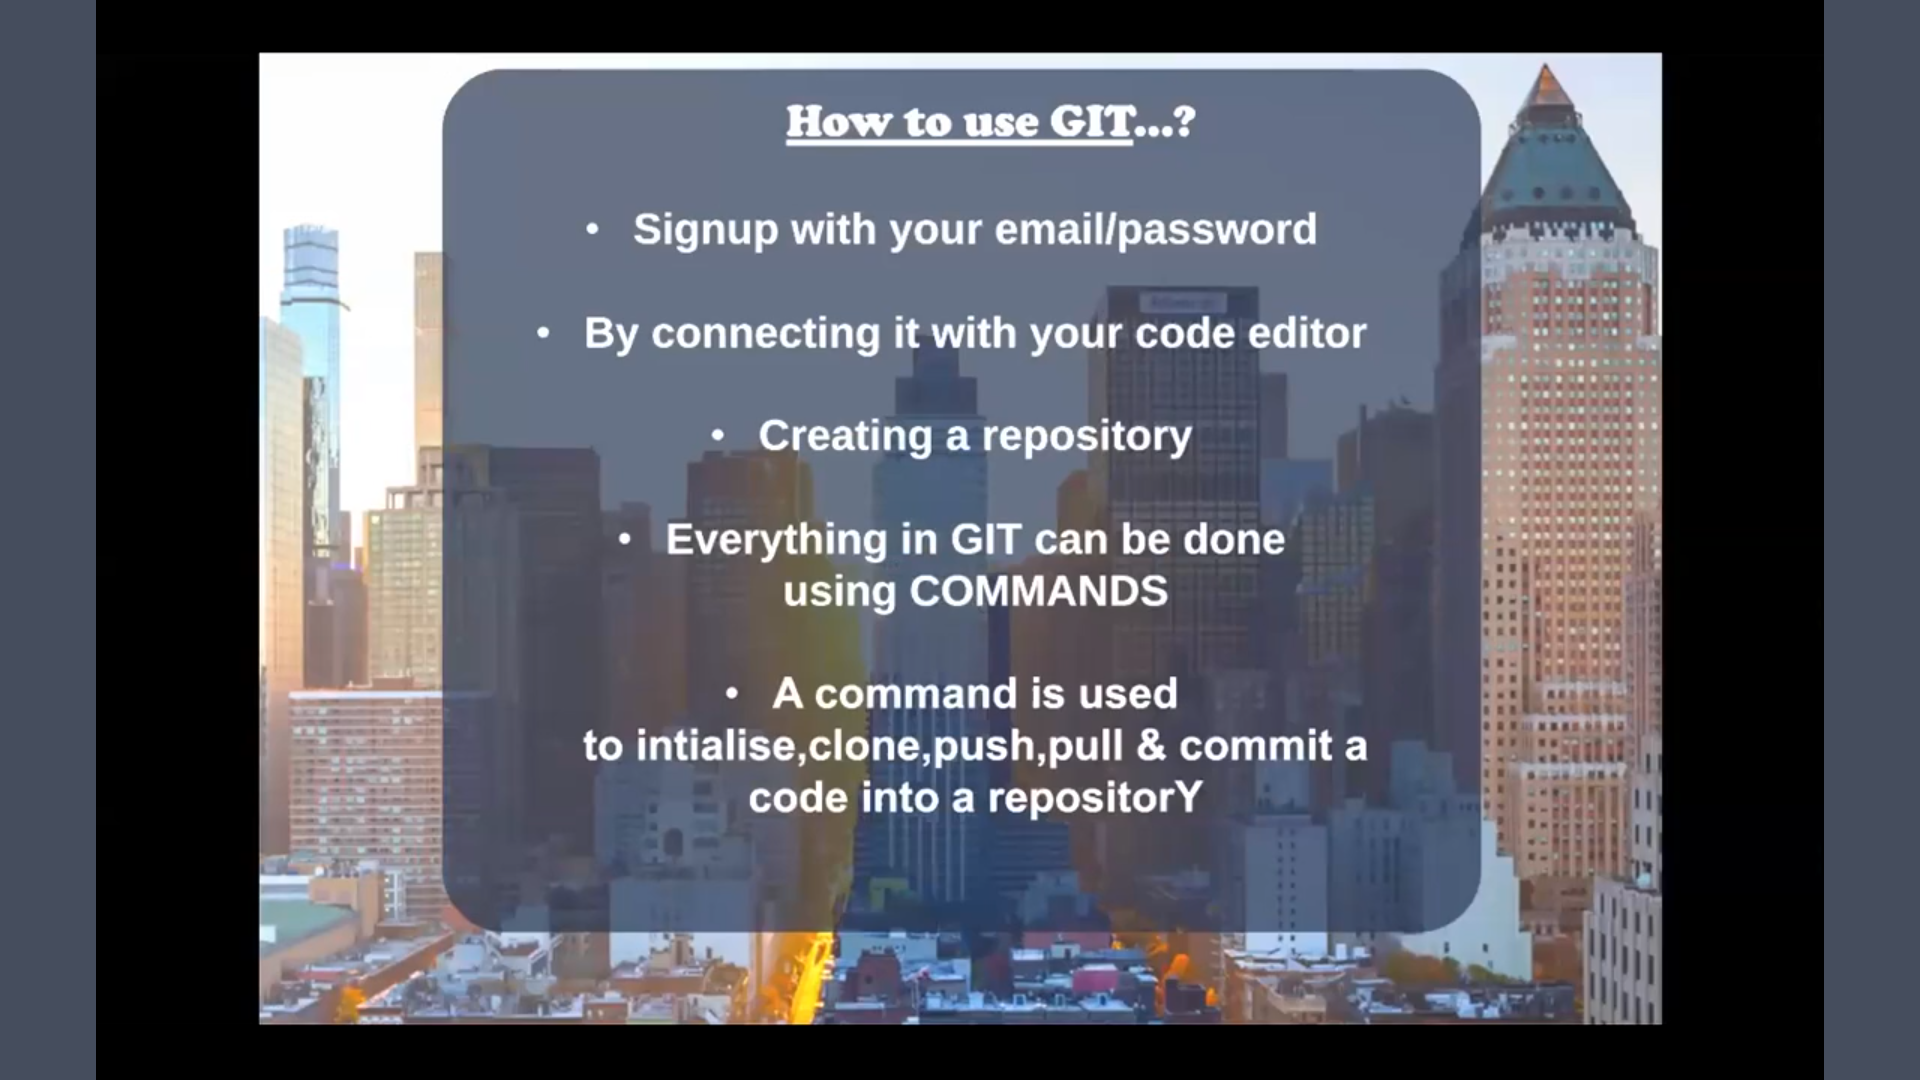 How to use GIT...?
• Signup with your email/password
• By connecting it with your code editor
• Creating a repository
• Everything in GIT can be done
using COMMANDS
• A command is used
to intialise,clone,push,pull & commit a
code into a repositorY